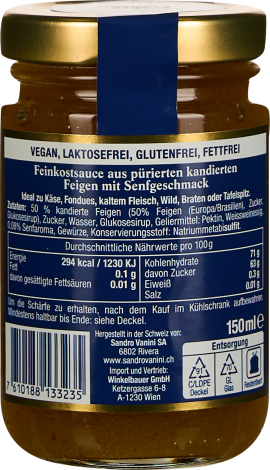 VEGAN, LAKTOSEFREI, GLUTENFREI, FETTFREI
Feinkostsauce aus pürierten kandierten
Feigen mit Senfgeschmack
Ideal zu Käse, Fondues, kaltem Fleisch, Wild, Braten oder Tafelspitz.
Zutaten: 50 % kandierte Feigen (50% Feigen (Europa/Brasilien), Zucker,
Glukosesirup), Zucker, Wasser, Glukosesirup, Geliermittel: Pektin, Weissweinessig,
0,08% Senfaroma, Gewürze, Konservierungsstoff: Natriummetabisulfit.
Durchschnittliche Nährwerte pro 100g
Energie 294 kcal / 1230 KJ
Fett 0.1 g
davon gesättigte Fettsäuren 0.01 g
Kohlenhydrate 71 g
davon Zucker 63 g
Eiweiß 0.3 g
Salz 0.01 g
Um die Schärfe zu erhalten, nach dem Kauf im Kühlschrank aufbewahren.
Mindestens haltbar bis Ende: siehe Deckel.
7 610188 133235
Hergestellt in der Schweiz von:
Sandro Vanini SA
6802 Rivera
www.sandrovanini.ch
Import und Vertrieb:
Winkelbauer GmbH
Ketzergasse 6-8
A-1230 Wien
150 ml e
Entsorgung
91
C/LDPE
Deckel
70
GL
Glas